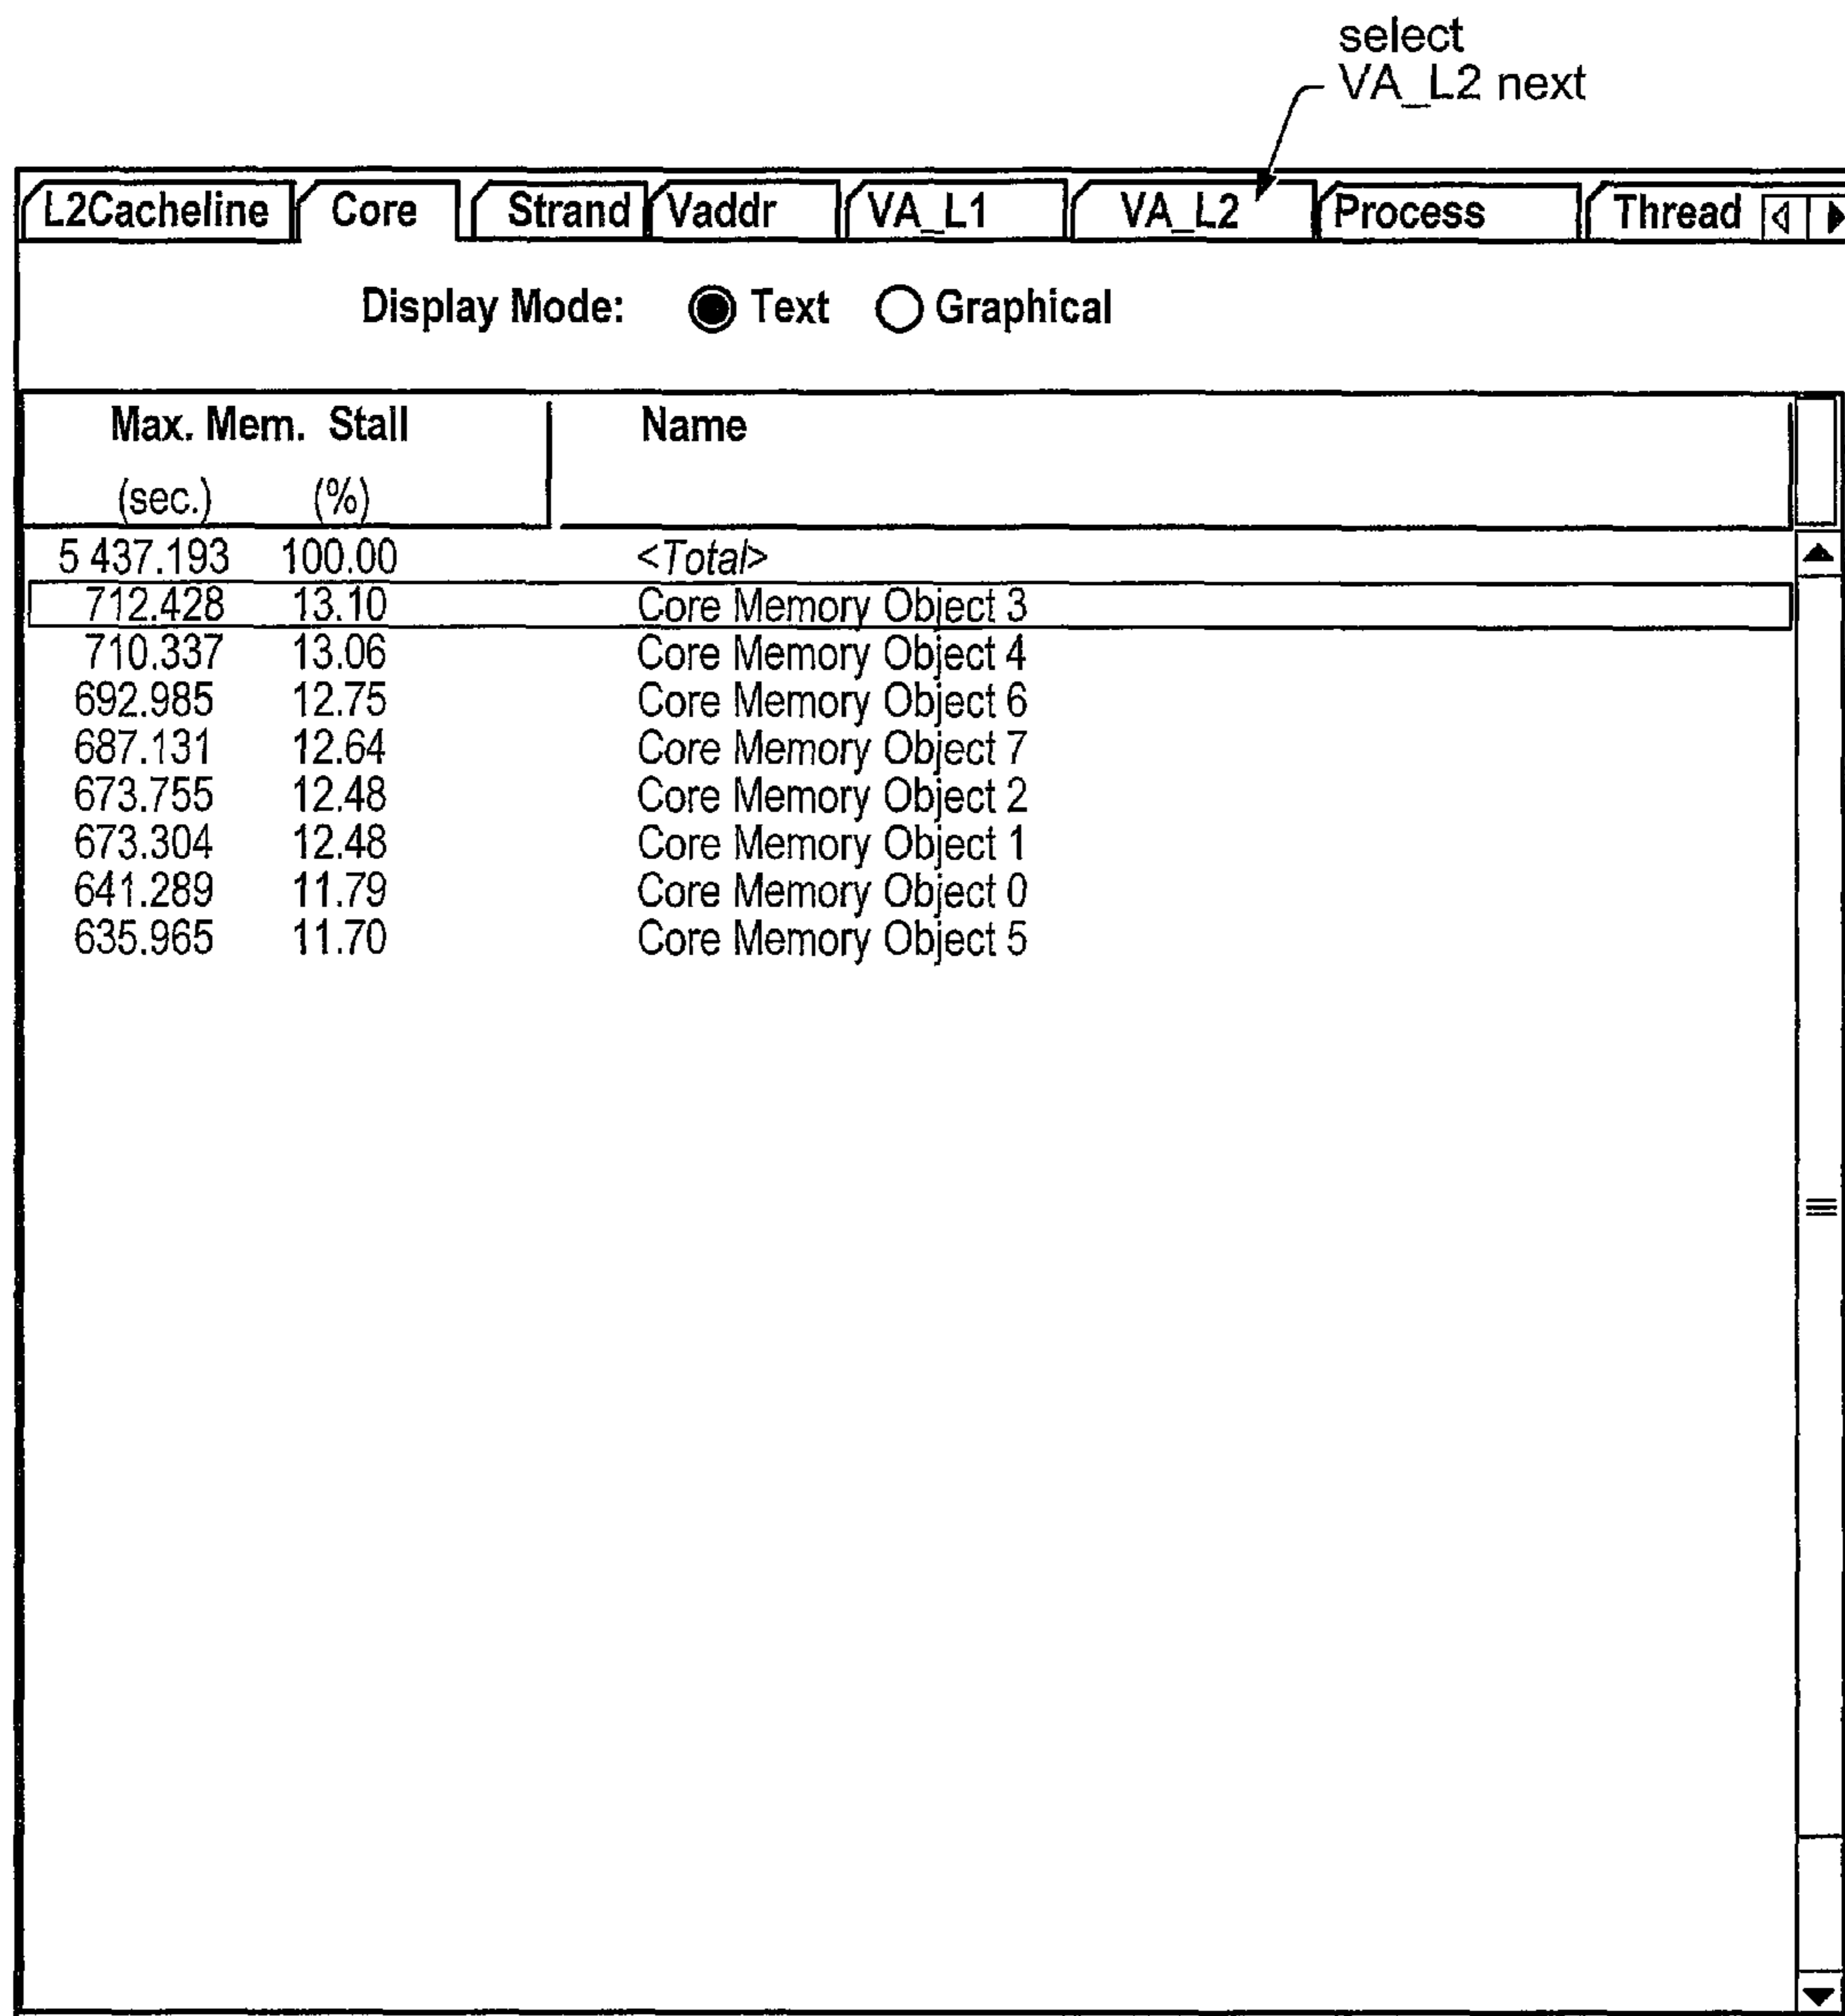 select
VA_L2 next
L2Cacheline Core Strand Vaddr VA_L1 VA_L2 Process Thread
Display Mode: Text Graphical
Max. Mem. Stall Name
(sec.) (%)
5 437.193 100.00 <Total>
712.428 13.10 Core Memory Object 3
710.337 13.06 Core Memory Object 4
692.985 12.75 Core Memory Object 6
687.131 12.64 Core Memory Object 7
673.755 12.48 Core Memory Object 2
673.304 12.48 Core Memory Object 1
641.289 11.79 Core Memory Object 0
635.965 11.70 Core Memory Object 5